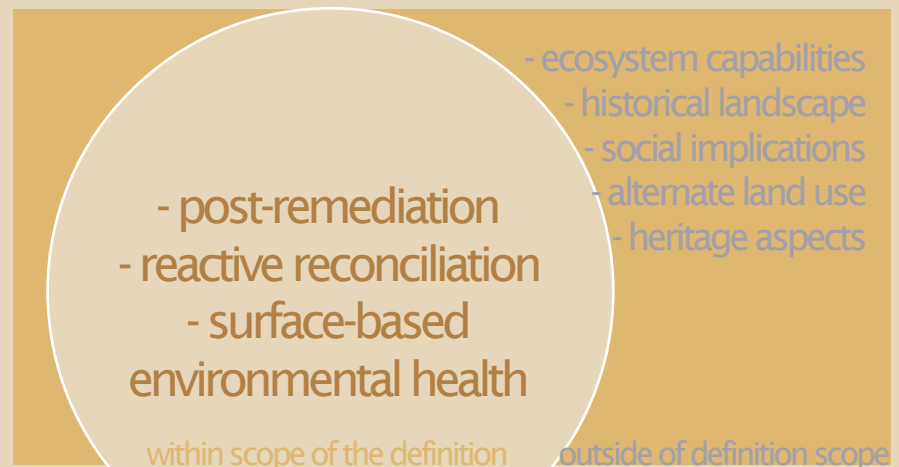 - ecosystem capabilities
- historical landscape
- social implications
- alternate land use
- heritage aspects
- post-remediation
- reactive reconciliation
- surface-based
environmental health
within scope of the definition
outside of definition scope